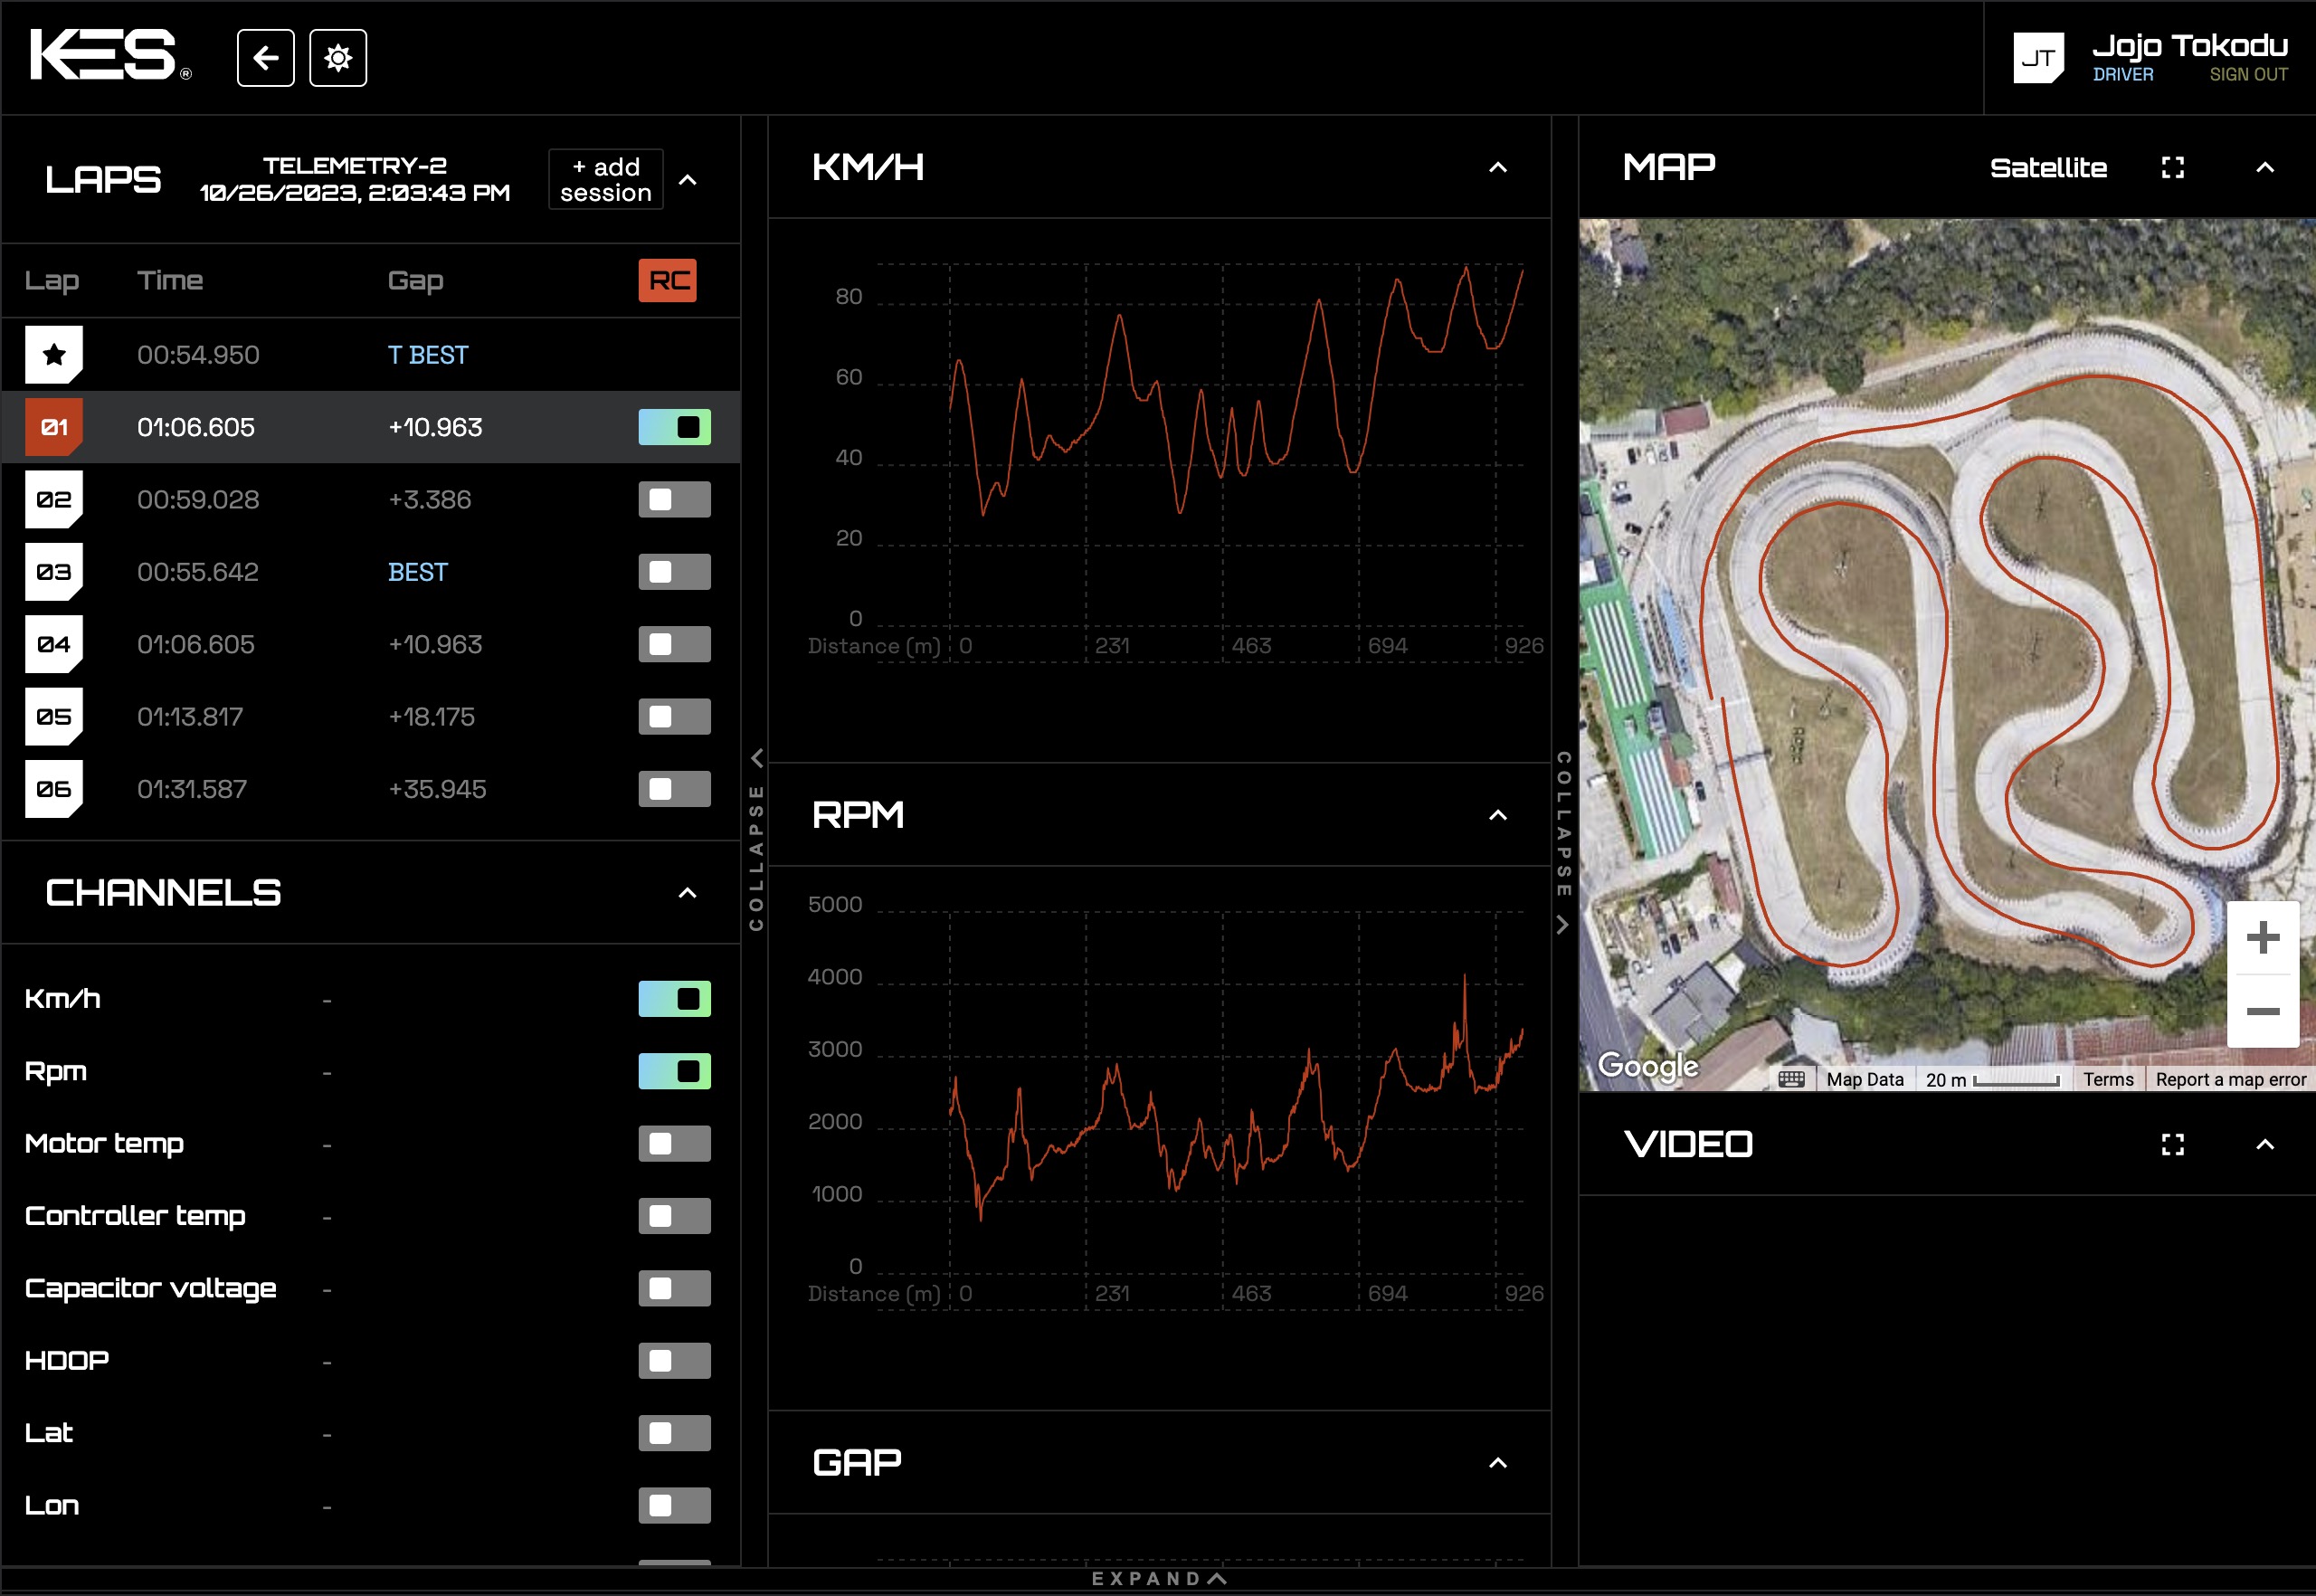 KES®
Jojo Tokodu
JT
DRIVER SIGN OUT
LAPS
TELEMETRY-2
10/26/2023, 2:03:43 PM
+ add
session
Lap Time Gap RC
00:54.950 T BEST
01 01:06.605 +10.963
02 00:59.028 +3.386
03 00:55.642 BEST
04 01:06.605 +10.963
05 01:13.817 +18.175
06 01:31.587 +35.945
CHANNELS
Km/h -
Rpm -
Motor temp -
Controller temp -
Capacitor voltage -
HDOP -
Lat -
Lon -
COLLAPSE
KM/H
80
60
40
20
0
Distance (m) 0 231 463 694 926
RPM
5000
4000
3000
2000
1000
0
Distance (m) 0 231 463 694 926
GAP
COLLAPSE
MAP Satellite
Google
Map Data 20 m Terms Report a map error
VIDEO
EXPAND